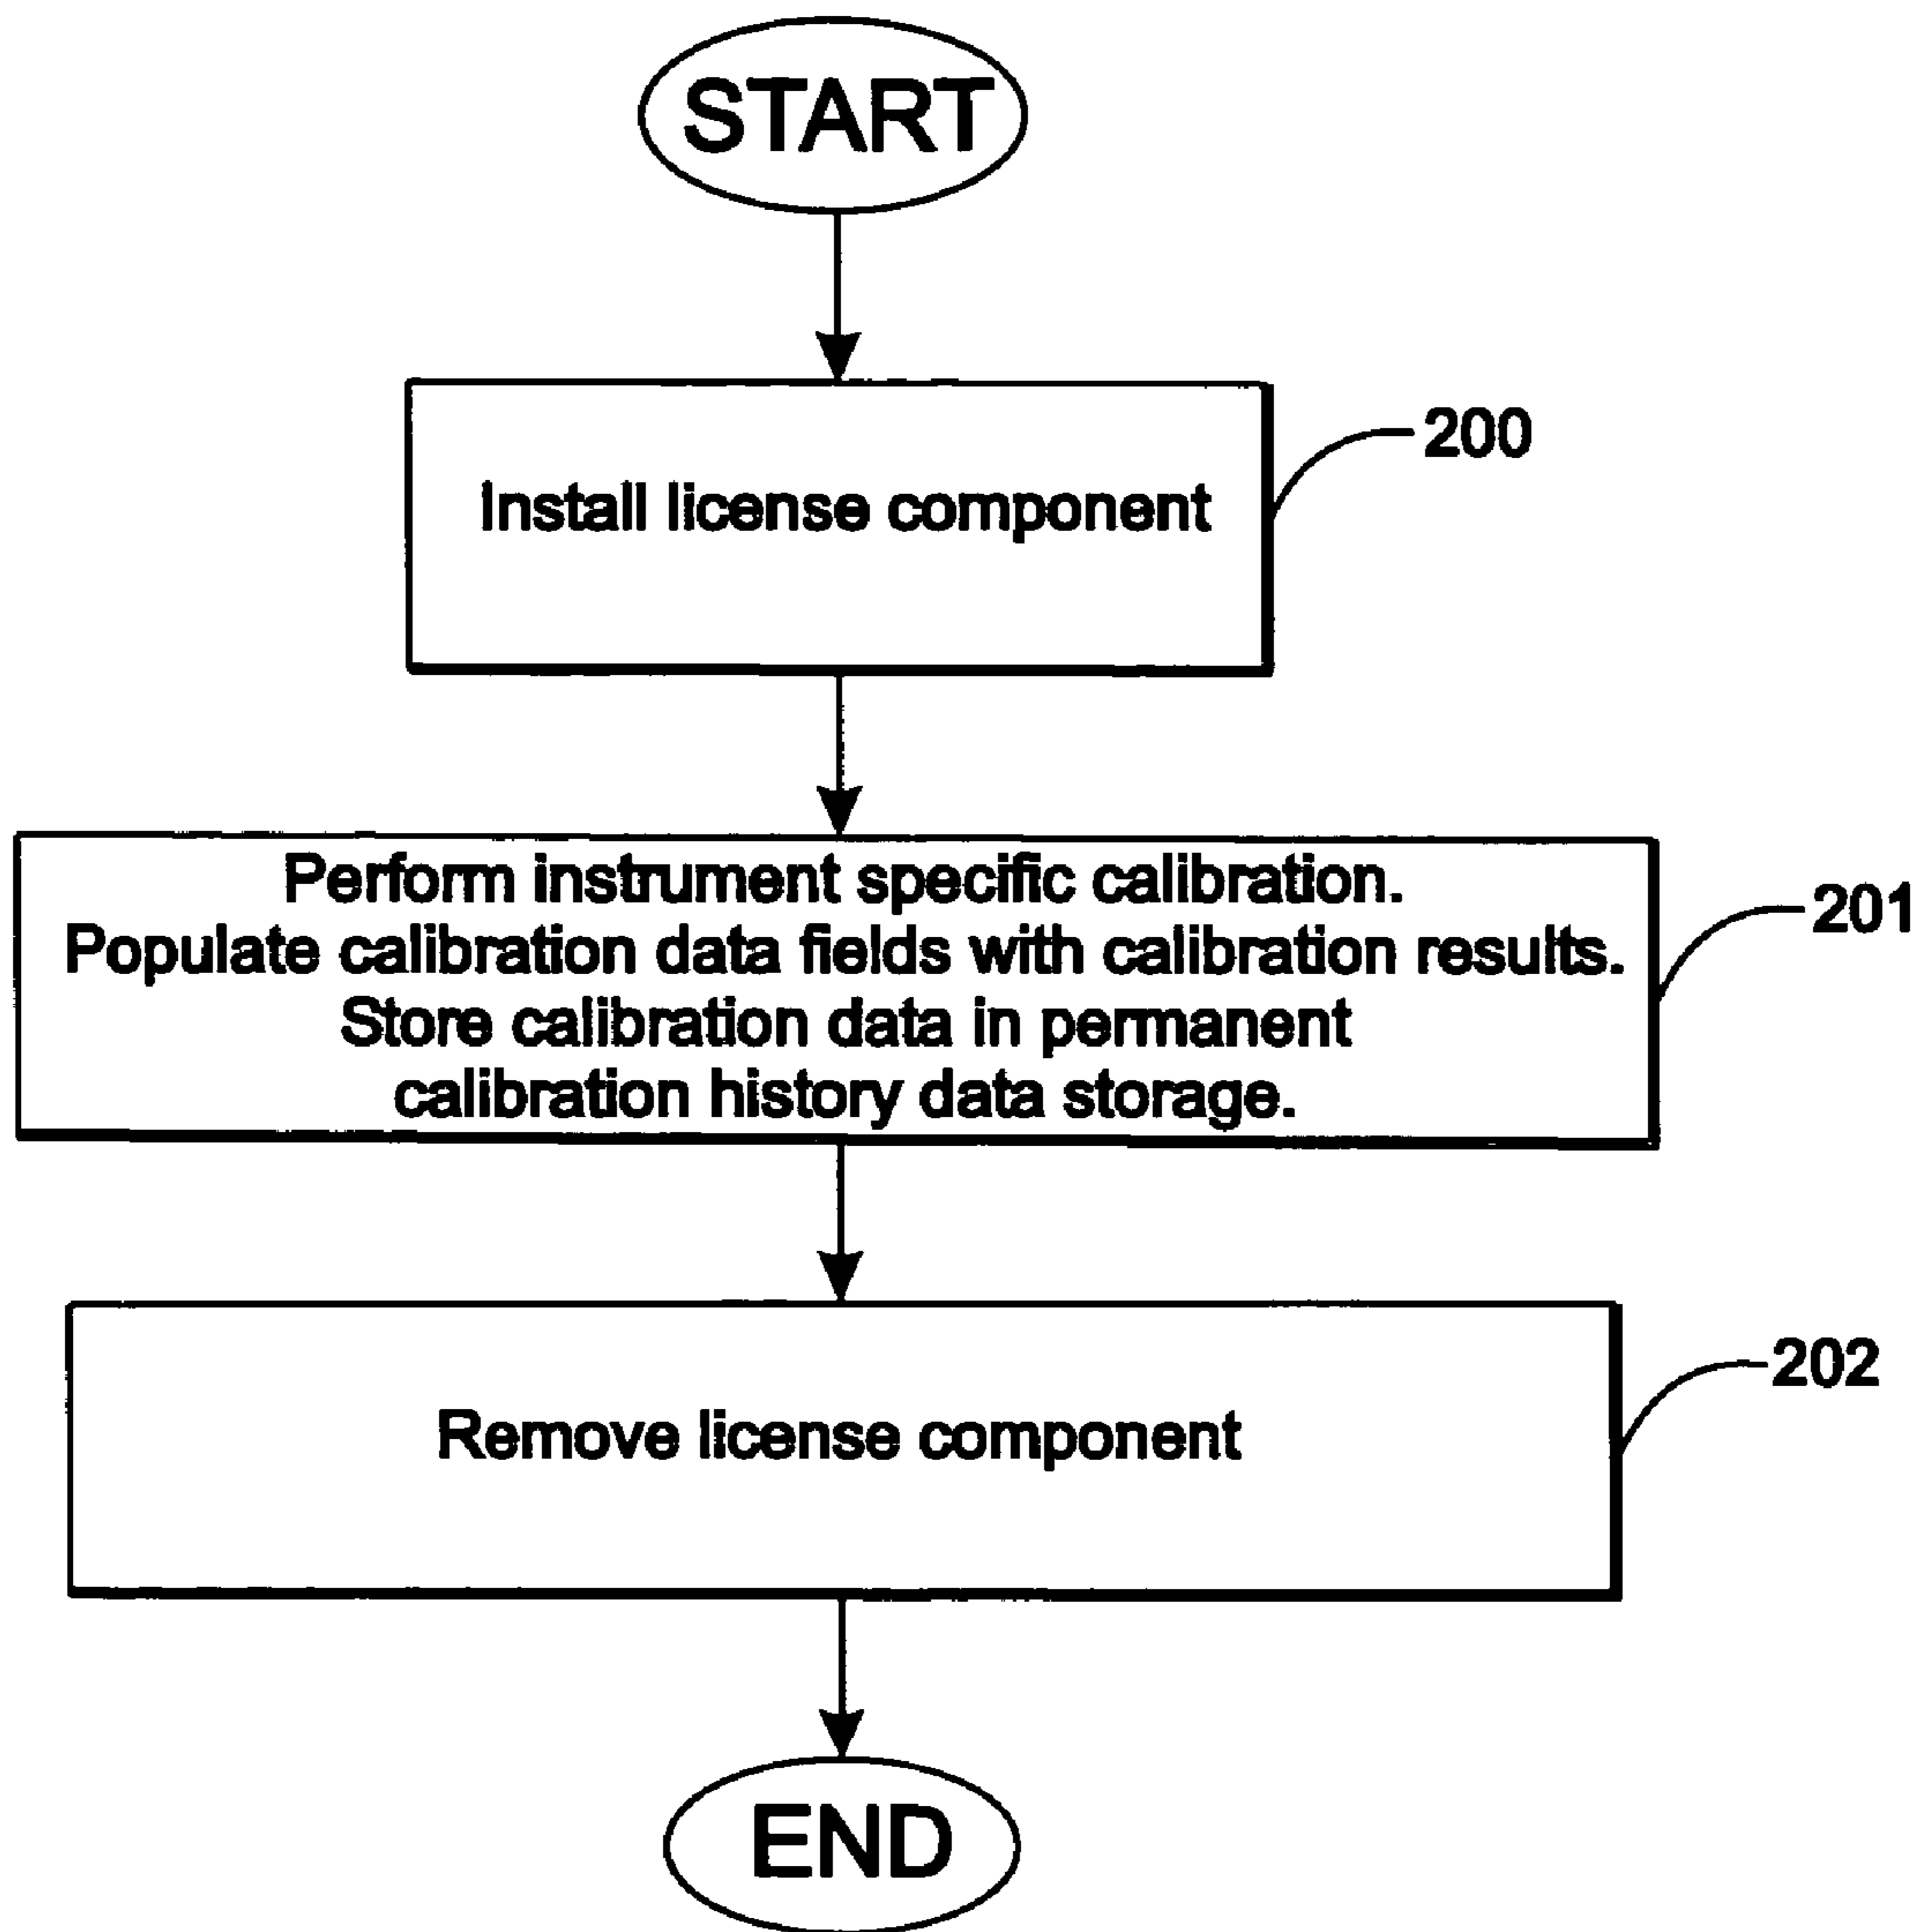 START
Install license component
200
Perform instrument specific calibration.
Populate calibration data fields with calibration results.
Store calibration data in permanent
calibration history data storage.
201
Remove license component
202
END